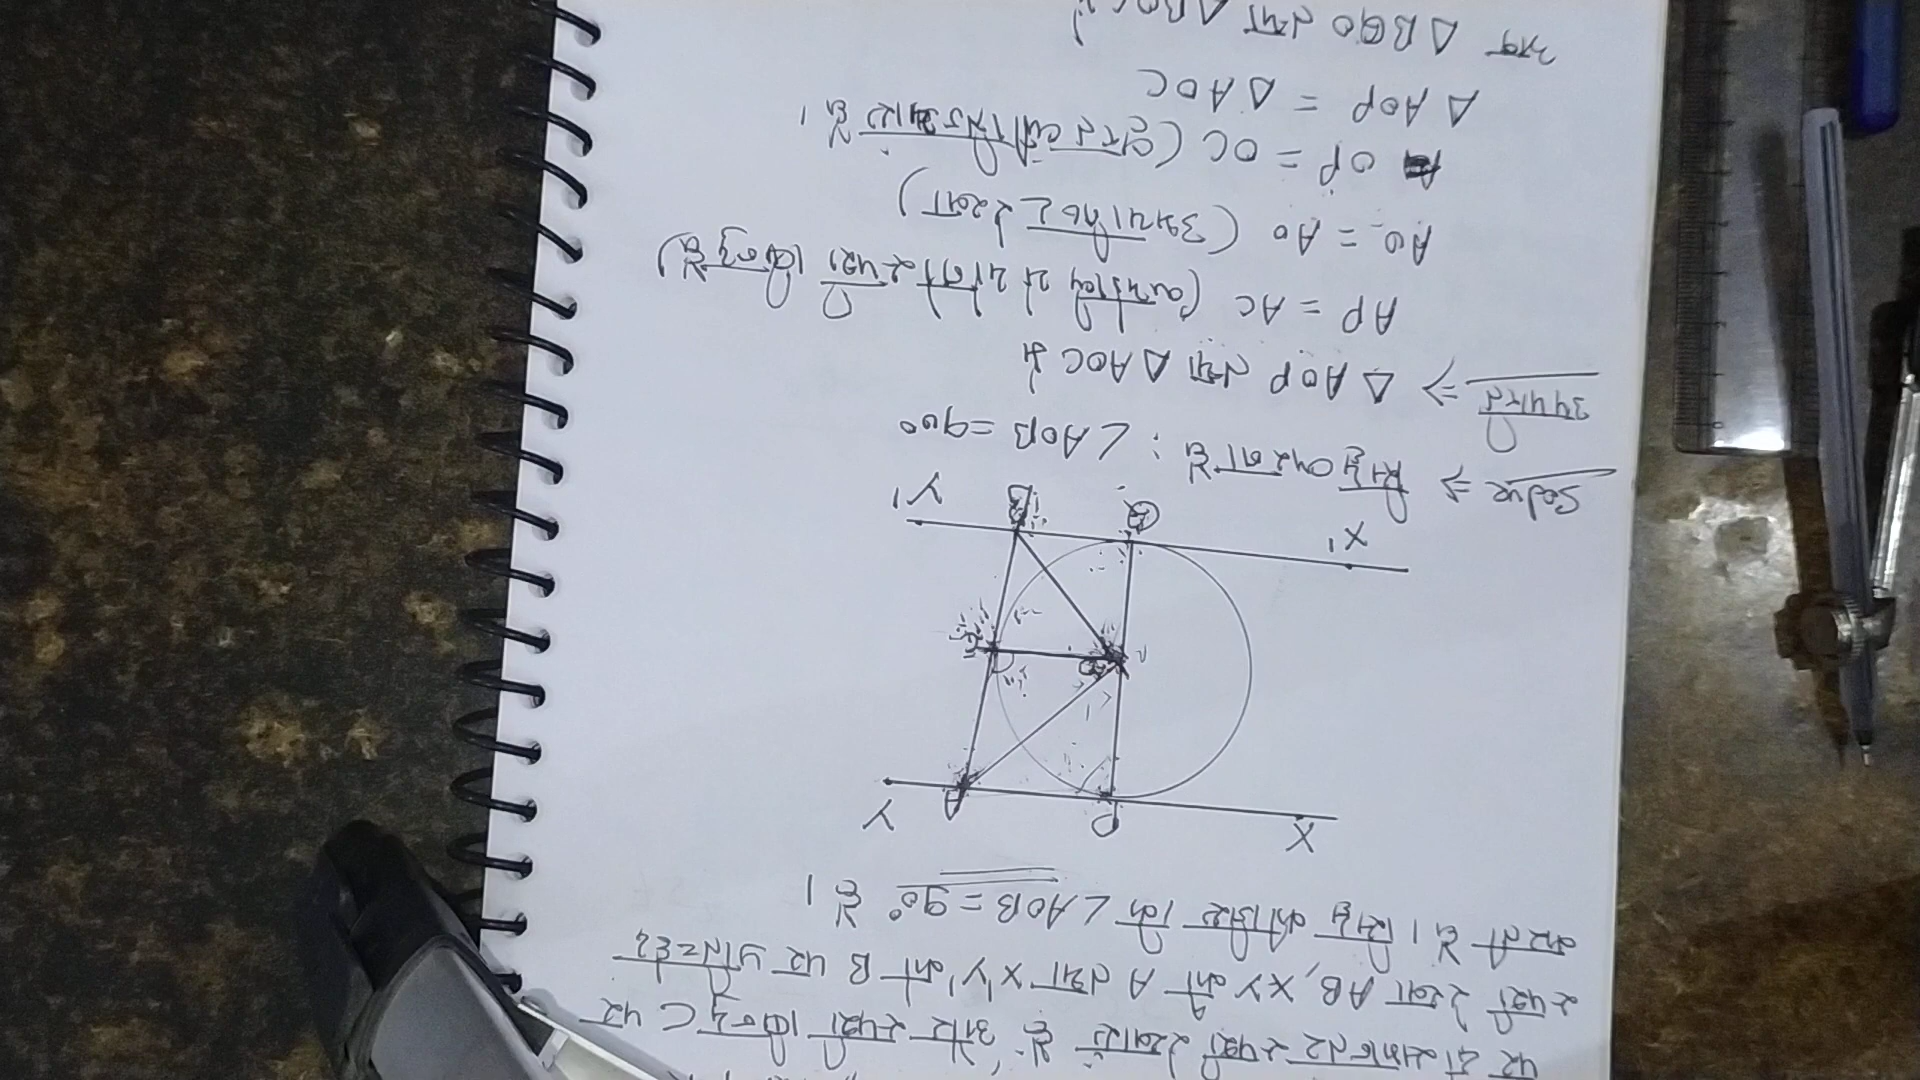 पर दो समांतर स्पर्श रेखाएं हैं, और स्पर्श बिन्दु C पर
स्पर्श रेखा AB, XY को A तथा X'Y' को B पर प्रतिच्छेद
करती है। सिद्ध कीजिए कि ∠AOB = 90° है।
X P A Y
O C
X' Q B Y'
Solve ⇒ सिद्ध करना है : ∠AOB = 90°
उपपत्ति ⇒ △ AOP तथा △ AOC में
AP = AC (बाह्य बिन्दु से खींची गई स्पर्श
AO = AO (उभयनिष्ठ रेखा)
OP = OC (वृत्त की त्रिज्याएं हैं।
△ AOP = △ AOC
अब △ BQO तथा △ BOC में